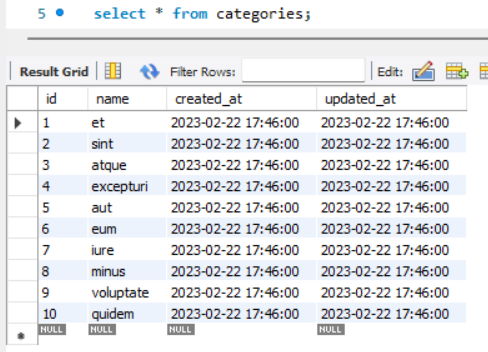 5 select * from categories;
Result Grid Filter Rows: Edit:
id name created_at updated_at
1 et 2023-02-22 17:46:00 2023-02-22 17:46:00
2 sint 2023-02-22 17:46:00 2023-02-22 17:46:00
3 atque 2023-02-22 17:46:00 2023-02-22 17:46:00
4 excepturi 2023-02-22 17:46:00 2023-02-22 17:46:00
5 aut 2023-02-22 17:46:00 2023-02-22 17:46:00
6 eum 2023-02-22 17:46:00 2023-02-22 17:46:00
7 iure 2023-02-22 17:46:00 2023-02-22 17:46:00
8 minus 2023-02-22 17:46:00 2023-02-22 17:46:00
9 voluptate 2023-02-22 17:46:00 2023-02-22 17:46:00
10 quidem 2023-02-22 17:46:00 2023-02-22 17:46:00
NULL NULL NULL NULL